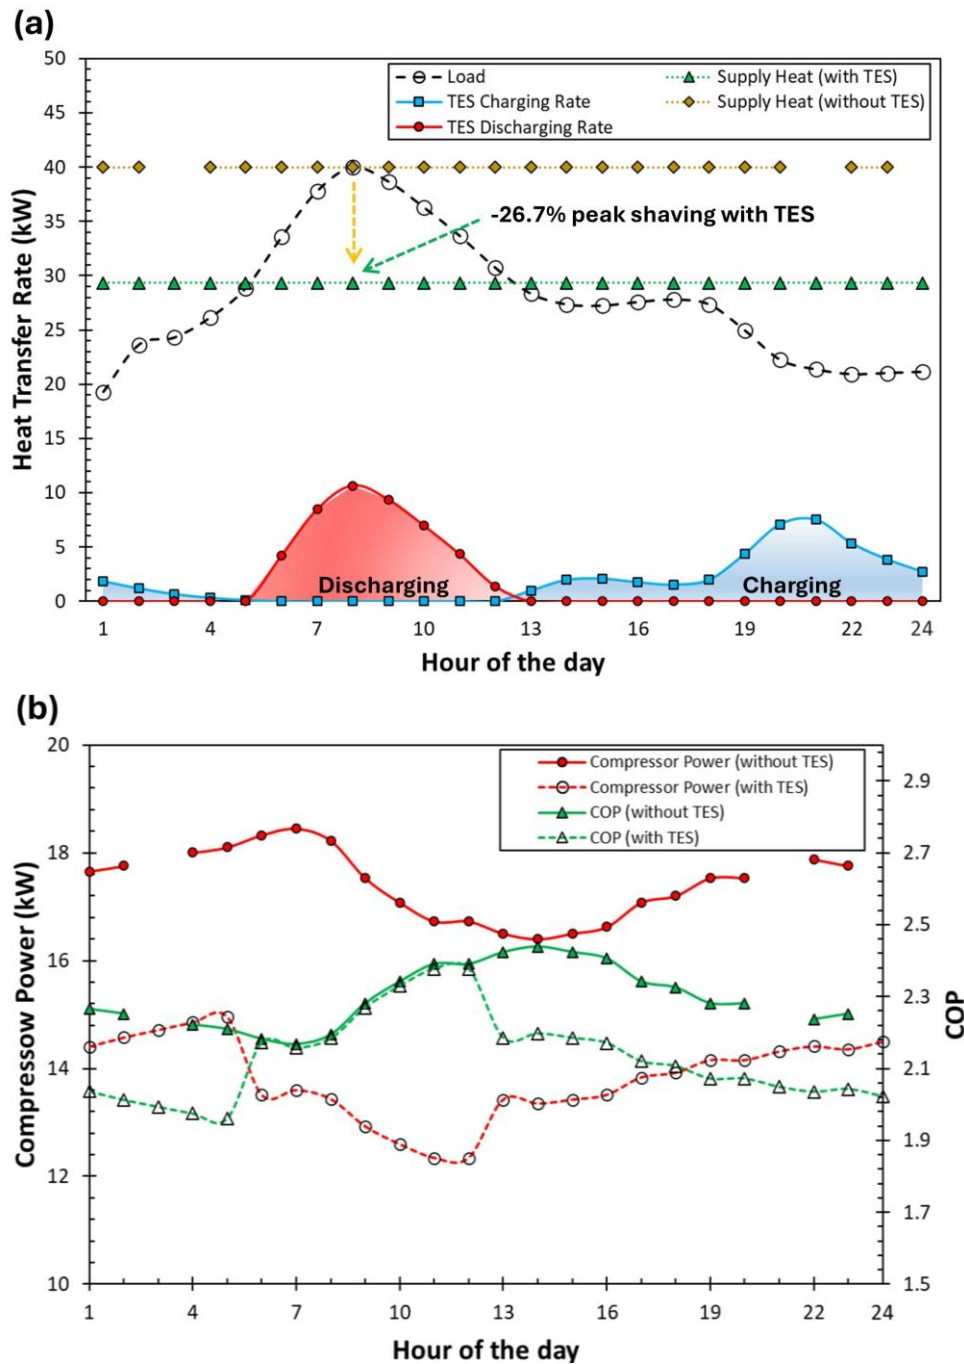 (a)
50
45
40
35
30
25
20
15
10
5
0
Heat Transfer Rate (kW)
Load
Supply Heat (with TES)
TES Charging Rate
Supply Heat (without TES)
TES Discharging Rate
-26.7% peak shaving with TES
Discharging
Charging
1 4 7 10 13 16 19 22 24
Hour of the day
(b)
20
18
16
14
12
10
Compressow Power (kW)
Compressor Power (without TES)
Compressor Power (with TES)
COP (without TES)
COP (with TES)
2.9
2.7
2.5
2.3
2.1
1.9
1.7
1.5
COP
1 4 7 10 13 16 19 22 24
Hour of the day